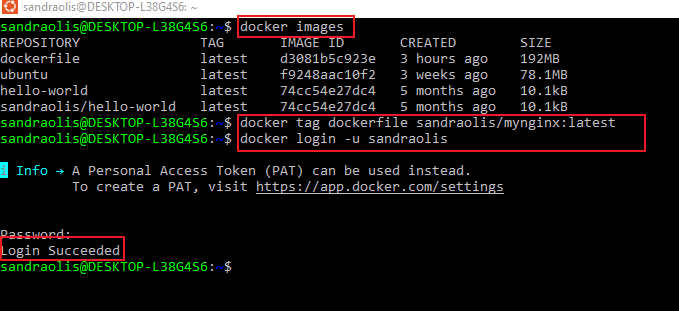 sandraolis@DESKTOP-L38G4S6: ~
sandraolis@DESKTOP-L38G4S6:~$ docker images
REPOSITORY TAG IMAGE ID CREATED SIZE
dockerfile latest d3081b5c923e 3 hours ago 192MB
ubuntu latest f9248aac10f2 3 weeks ago 78.1MB
hello-world latest 74cc54e27dc4 5 months ago 10.1kB
sandraolis/hello-world latest 74cc54e27dc4 5 months ago 10.1kB
sandraolis@DESKTOP-L38G4S6:~$ docker tag dockerfile sandraolis/mynginx:latest
sandraolis@DESKTOP-L38G4S6:~$ docker login -u sandraolis
i Info → A Personal Access Token (PAT) can be used instead.
To create a PAT, visit https://app.docker.com/settings
Password:
Login Succeeded
sandraolis@DESKTOP-L38G4S6:~$